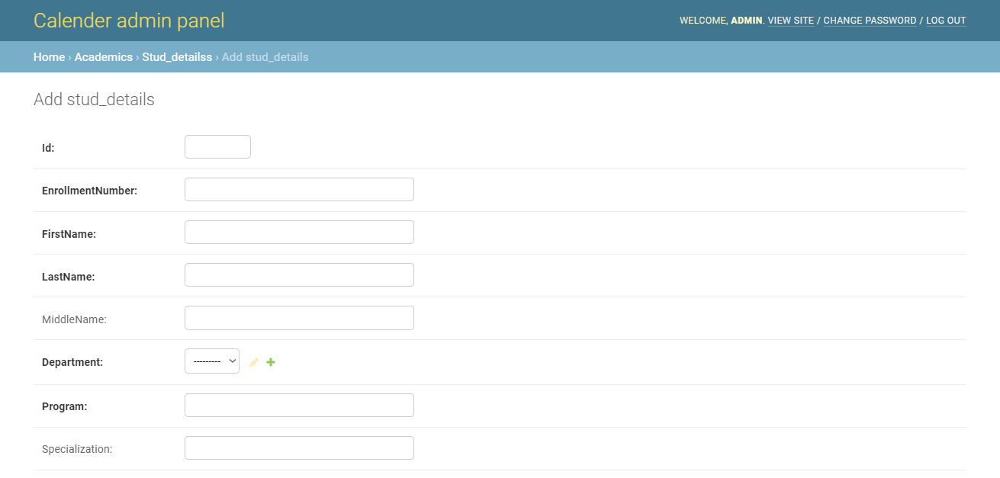 Calender admin panel
WELCOME, ADMIN. VIEW SITE / CHANGE PASSWORD / LOG OUT
Home › Academics › Stud_detailss › Add stud_details
Add stud_details
Id:
EnrollmentNumber:
FirstName:
LastName:
MiddleName:
Department: ---------
Program:
Specialization: